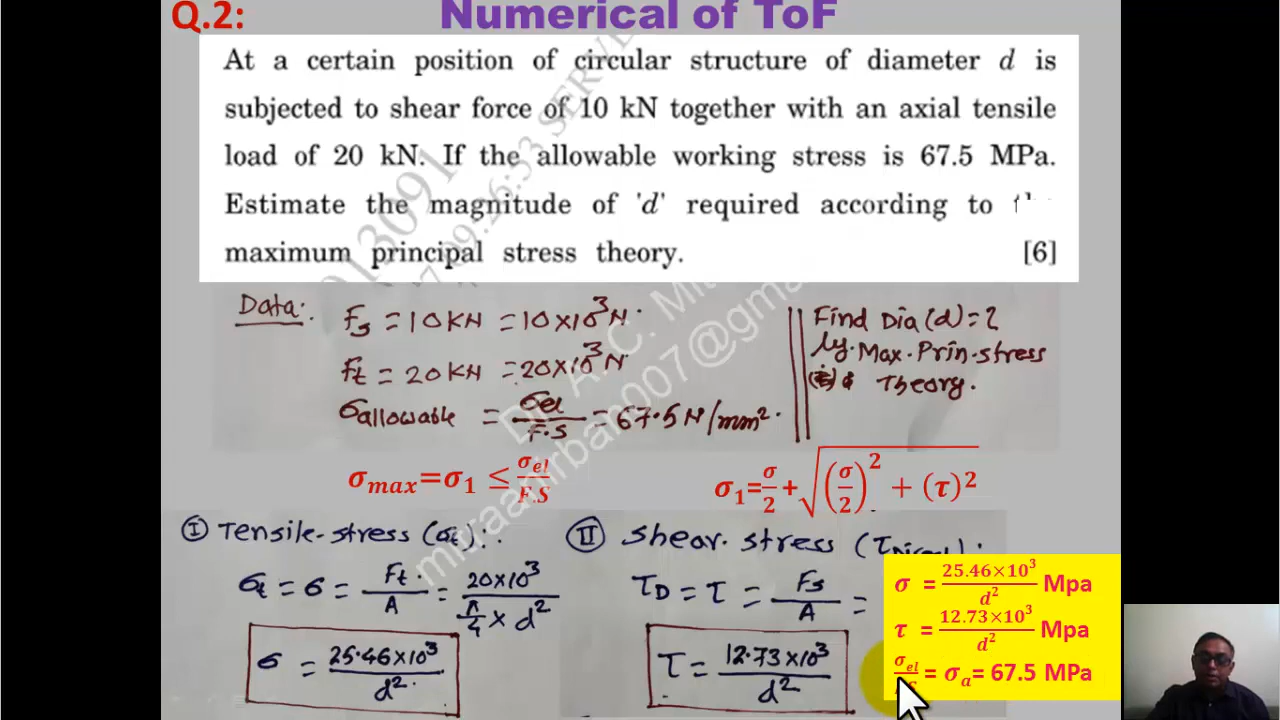 Q.2: Numerical of ToF
At a certain position of circular structure of diameter d is
subjected to shear force of 10 kN together with an axial tensile
load of 20 kN. If the allowable working stress is 67.5 MPa.
Estimate the magnitude of 'd' required according to
maximum principal stress theory. [6]
Data:
Fs = 10 KN = 10×10³ N.
Ft = 20 KN = 20×10³ N.
σallowable = σel/F.S = 67.5 N/mm².
Find Dia(d)=?
by. Max. Prin. stress
Theory.
σmax=σ1 ≤ σel/F.S
σ1=σ/2+√((σ/2)²+(τ)²)
Ⓘ Tensile-stress (σt):.
σt = σ = Ft/A = 20×10³/(π/4 × d²)
σ = 25.46×10³/d²
Ⓘ︎Ⓘ Shear. stress
τD = τ = Fs/A =
τ = 12.73×10³/d²
σ = 25.46×10³/d² Mpa
τ = 12.73×10³/d² Mpa
σel = σa= 67.5 MPa
Dr. A.C. Mitra
mitraanirban007@gma